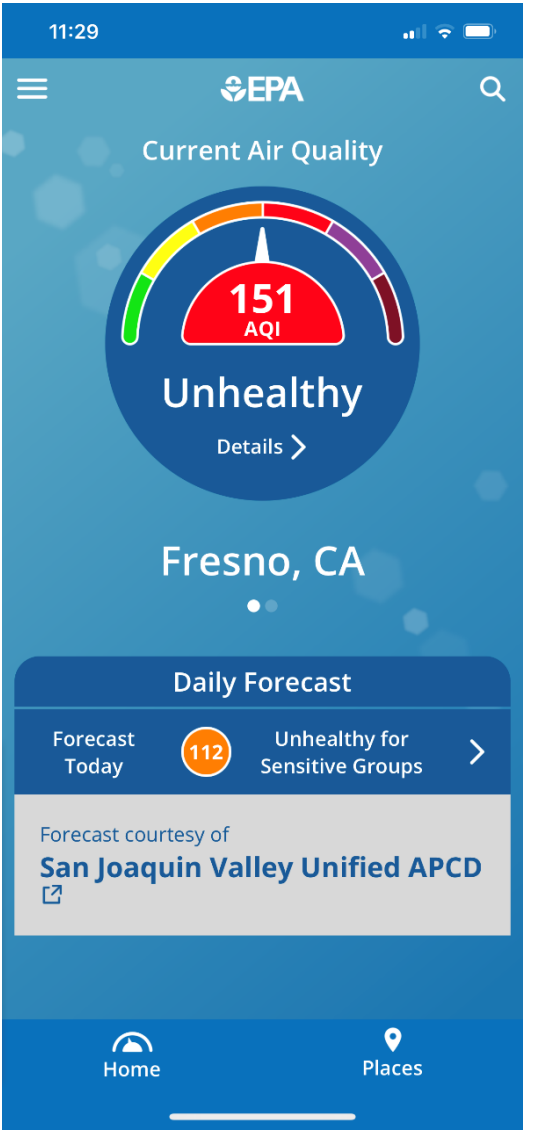 11:29
EPA
Current Air Quality
151
AQI
Unhealthy
Details
Fresno, CA
Daily Forecast
Forecast
Today
112
Unhealthy for
Sensitive Groups
Forecast courtesy of
San Joaquin Valley Unified APCD
Home
Places